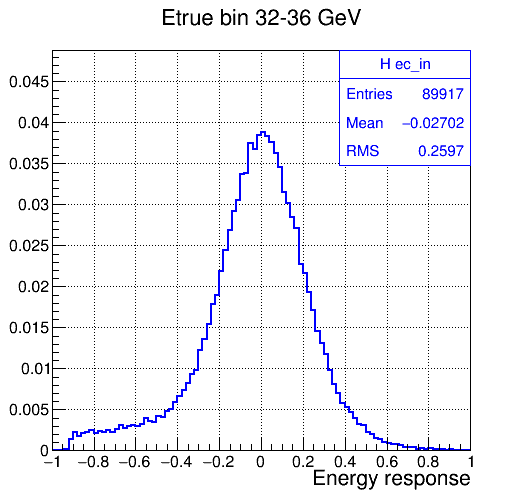 Etrue bin 32-36 GeV
H ec_in
Entries 89917
Mean −0.02702
RMS 0.2597
0.045
0.04
0.035
0.03
0.025
0.02
0.015
0.01
0.005
0
−1 −0.8 −0.6 −0.4 −0.2 0 0.2 0.4 0.6 0.8 1
Energy response